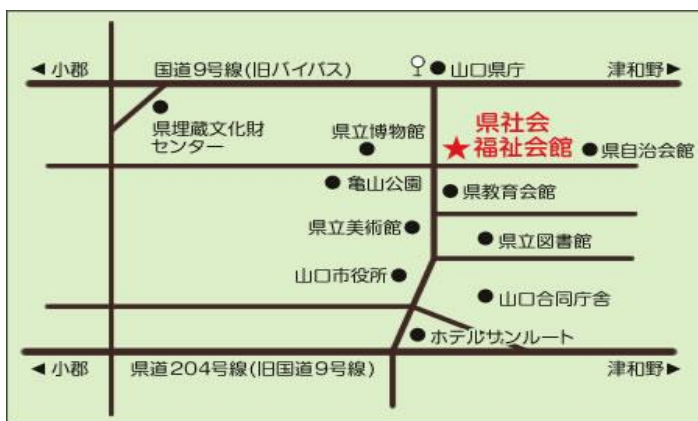 ◀小郡
国道9号線(旧バイパス)
山口県庁
津和野▶
県埋蔵文化財
センター
県立博物館
県社会
福祉会館
県自治会館
亀山公園
県教育会館
県立美術館
県立図書館
山口市役所
山口合同庁舎
ホテルサンルート
◀小郡
県道204号線(旧国道9号線)
津和野▶